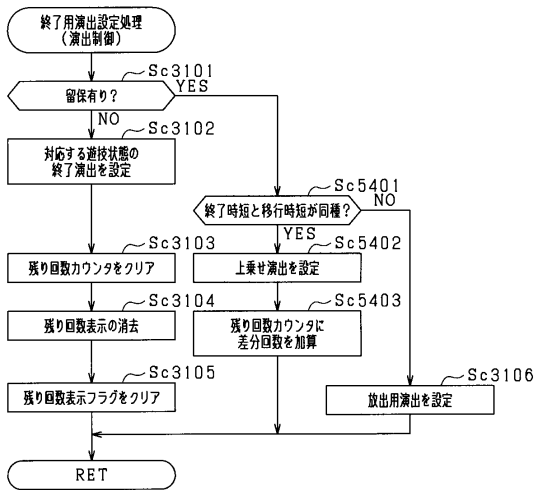 終了用演出設定処理
(演出制御)
Sc3101
留保有り?
YES
NO
Sc3102
対応する遊技状態の
終了演出を設定
Sc5401
終了時短と移行時短が同種?
NO
YES
Sc3103
残り回数カウンタをクリア
Sc5402
上乗せ演出を設定
Sc3104
残り回数表示の消去
Sc5403
残り回数カウンタに
差分回数を加算
Sc3105
残り回数表示フラグをクリア
Sc3106
放出用演出を設定
RET